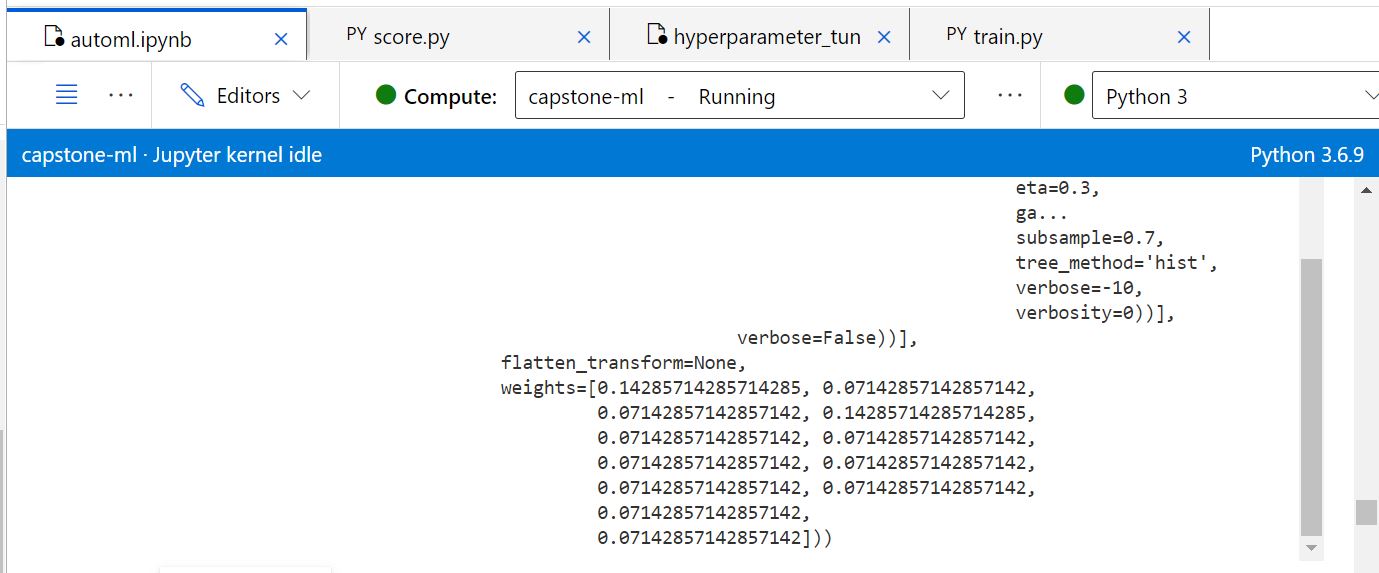 automl.ipynb × PY score.py × hyperparameter_tun × PY train.py ×
··· Editors Compute: capstone-ml - Running ··· Python 3
capstone-ml · Jupyter kernel idle Python 3.6.9
eta=0.3,
ga...
subsample=0.7,
tree_method='hist',
verbose=-10,
verbosity=0))],
verbose=False))],
flatten_transform=None,
weights=[0.14285714285714285, 0.07142857142857142,
0.07142857142857142, 0.14285714285714285,
0.07142857142857142, 0.07142857142857142,
0.07142857142857142, 0.07142857142857142,
0.07142857142857142, 0.07142857142857142,
0.07142857142857142,
0.07142857142857142]))